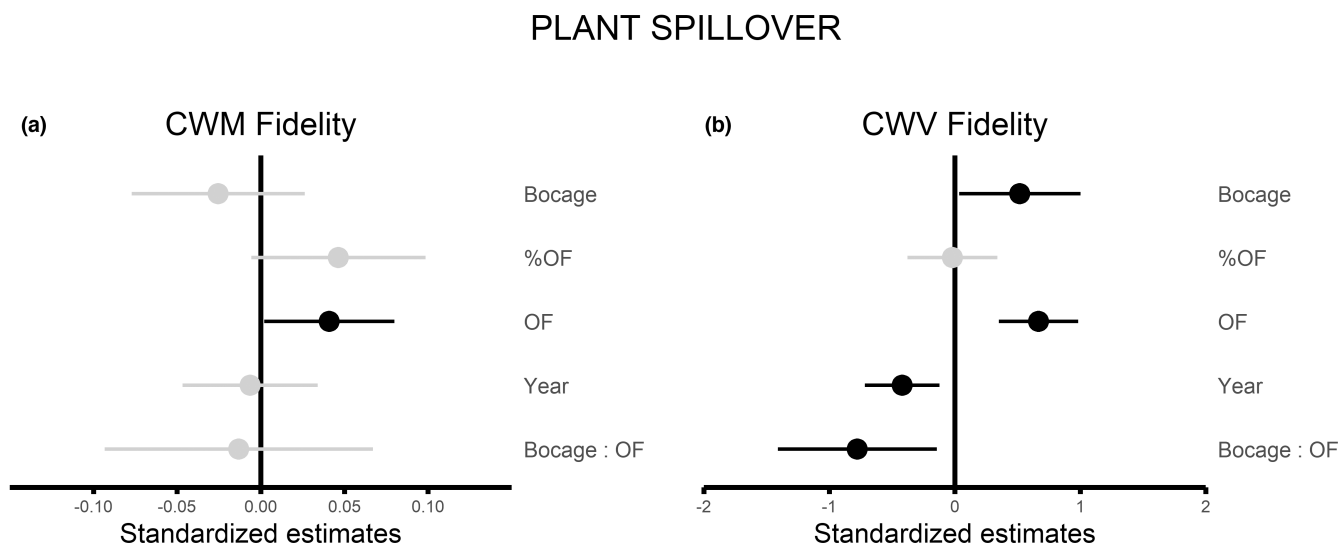 PLANT SPILLOVER
(a)
CWM Fidelity
Bocage
%OF
OF
Year
Bocage : OF
-0.10 -0.05 0.00 0.05 0.10
Standardized estimates
(b)
CWV Fidelity
Bocage
%OF
OF
Year
Bocage : OF
-2 -1 0 1 2
Standardized estimates